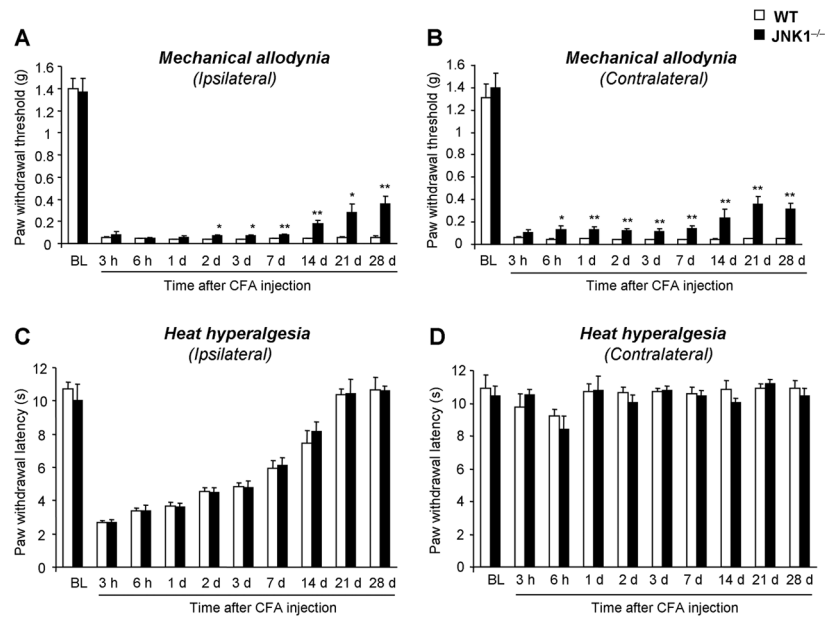 WT
JNK1–/–
A
Mechanical allodynia
(Ipsilateral)
Paw withdrawal threshold (g)
1.6
1.4
1.2
1
0.8
0.6
0.4
0.2
0
** ** ** * * ** ** * **
BL 3 h 6 h 1 d 2 d 3 d 7 d 14 d 21 d 28 d
Time after CFA injection
B
Mechanical allodynia
(Contralateral)
Paw withdrawal threshold (g)
1.6
1.4
1.2
1
0.8
0.6
0.4
0.2
0
* ** ** ** ** ** ** **
BL 3 h 6 h 1 d 2 d 3 d 7 d 14 d 21 d 28 d
Time after CFA injection
C
Heat hyperalgesia
(Ipsilateral)
Paw withdrawal latency (s)
12
10
8
6
4
2
0
BL 3 h 6 h 1 d 2 d 3 d 7 d 14 d 21 d 28 d
Time after CFA injection
D
Heat hyperalgesia
(Contralateral)
Paw withdrawal latency (s)
12
10
8
6
4
2
0
BL 3 h 6 h 1 d 2 d 3 d 7 d 14 d 21 d 28 d
Time after CFA injection